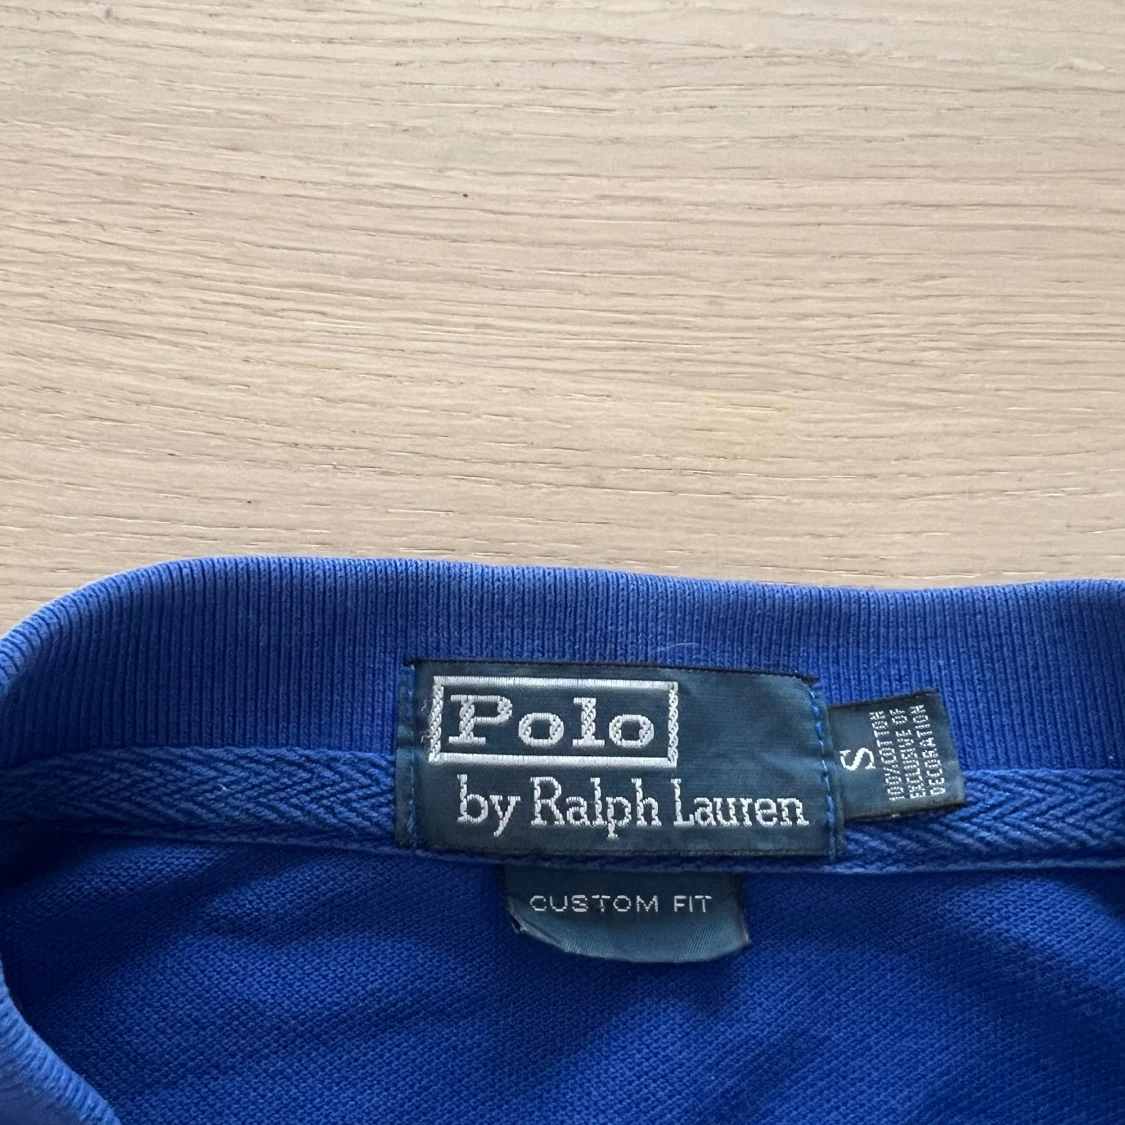 Polo
by Ralph Lauren
S
100%COTTON
EXCLUSIVE OF
DECORATION
CUSTOM FIT